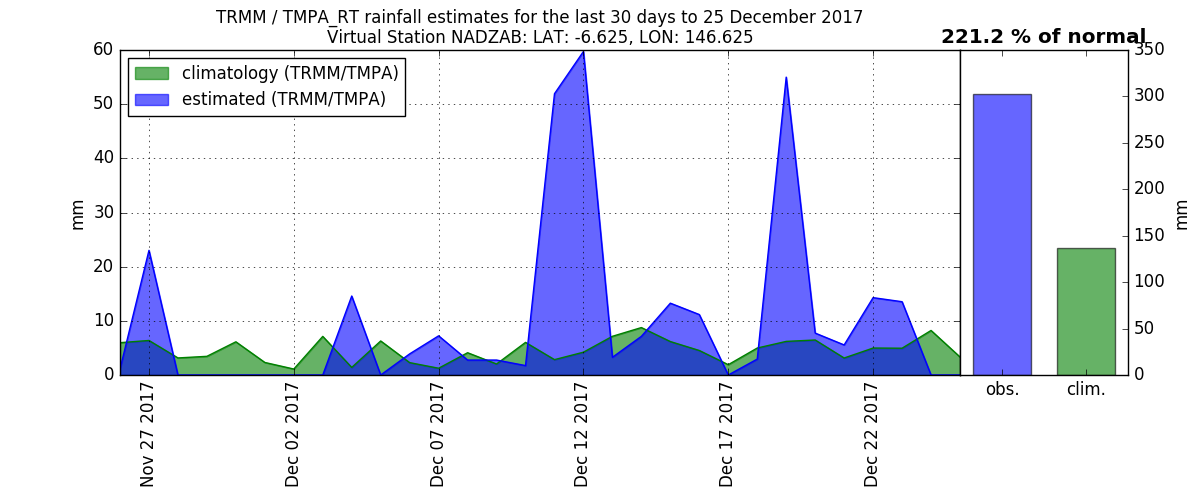 TRMM / TMPA_RT rainfall estimates for the last 30 days to 25 December 2017
Virtual Station NADZAB: LAT: -6.625, LON: 146.625
221.2 % of normal
climatology (TRMM/TMPA)
estimated (TRMM/TMPA)
60
50
40
30
20
10
0
mm
Nov 27 2017
Dec 02 2017
Dec 07 2017
Dec 12 2017
Dec 17 2017
Dec 22 2017
obs.
clim.
350
300
250
200
150
100
50
0
mm